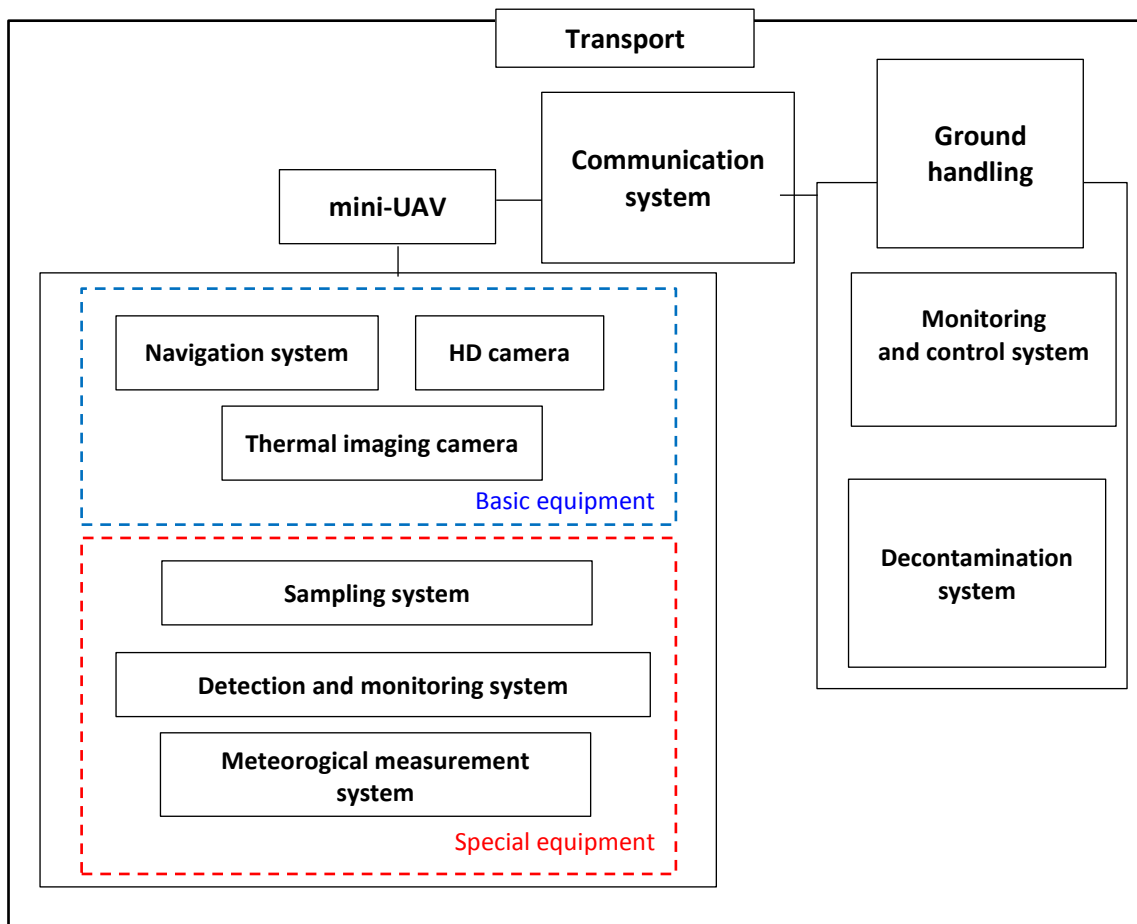 Transport
Communication
system
Ground
handling
mini-UAV
Navigation system
HD camera
Thermal imaging camera
Basic equipment
Sampling system
Detection and monitoring system
Meteorogical measurement
system
Special equipment
Monitoring
and control system
Decontamination
system